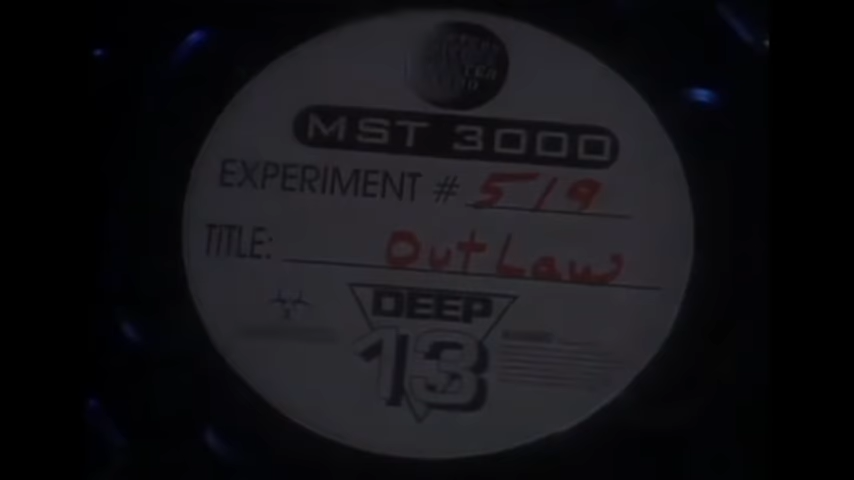 MST 3000
EXPERIMENT # 519
TITLE: OutLaw
DEEP
13